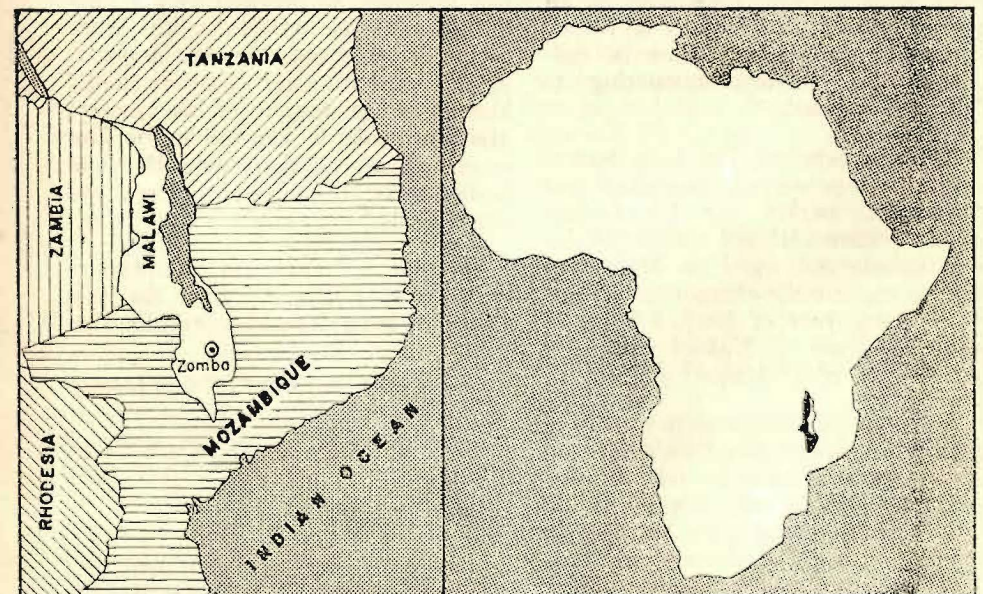 TANZANIA
ZAMBIA
MALAWI
Zomba
MOZAMBIQUE
RHODESIA
INDIAN OCEAN